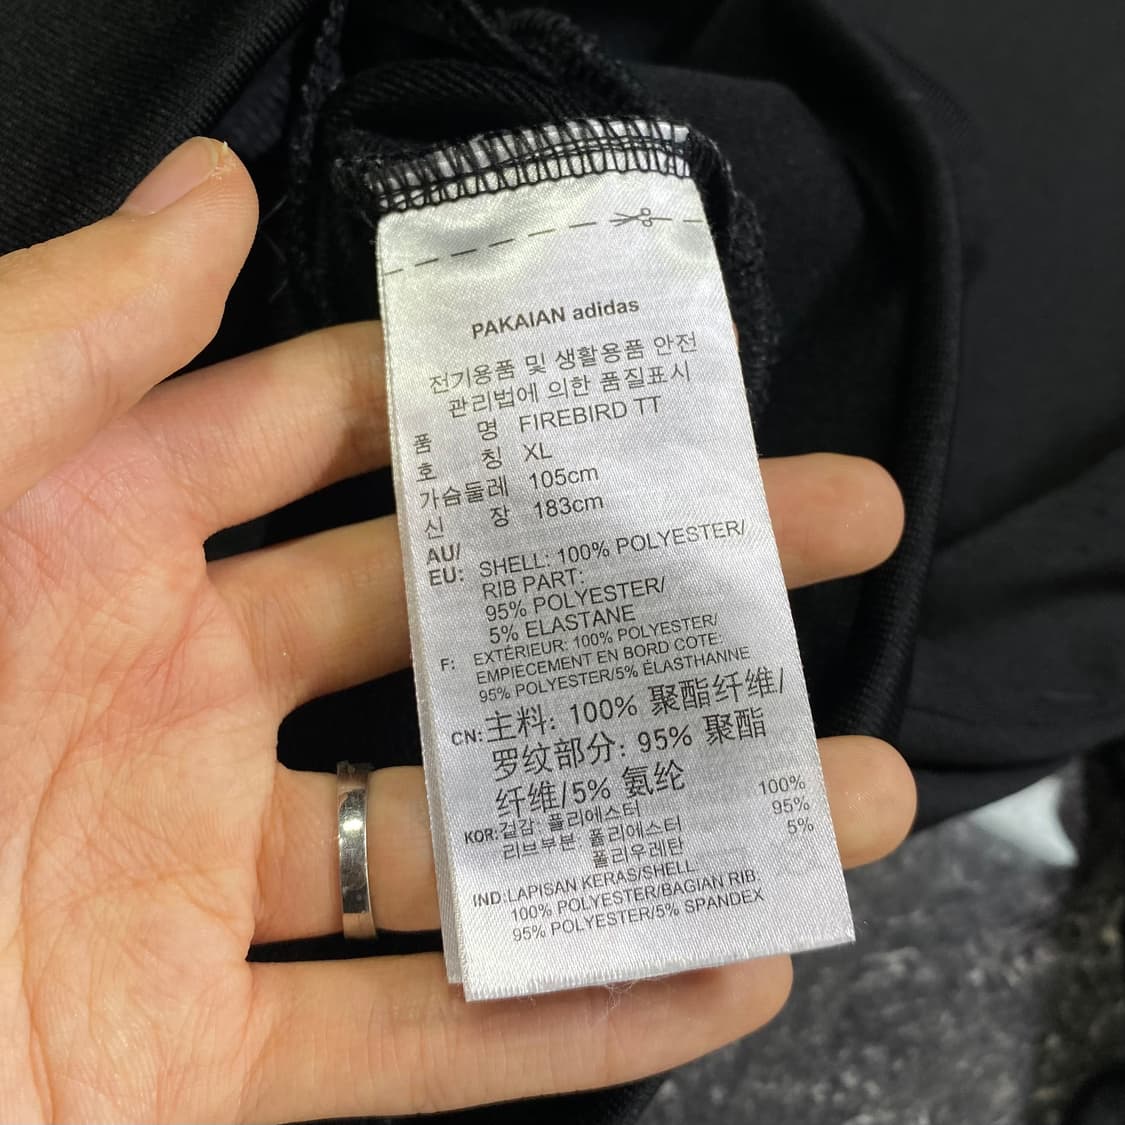 PAKAIAN adidas
전기용품 및 생활용품 안전
관리법에 의한 품질표시
품 명 FIREBIRD TT
호 칭 XL
가슴둘레 105cm
신 장 183cm
AU/
EU: SHELL: 100% POLYESTER/
RIB PART:
95% POLYESTER/
5% ELASTANE
F: EXTÉRIEUR: 100% POLYESTER/
EMPIECEMENT EN BORD COTE:
95% POLYESTER/5% ÉLASTHANNE
CN: 主料: 100% 聚酯纤维/
罗纹部分: 95% 聚酯
纤维/5% 氨纶
KOR: 겉감: 폴리에스터 100%
리브부분: 폴리에스터 95%
폴리우레탄 5%
IND: LAPISAN KERAS/SHELL
100% POLYESTER/BAGIAN RIB
95% POLYESTER/5% SPANDEX